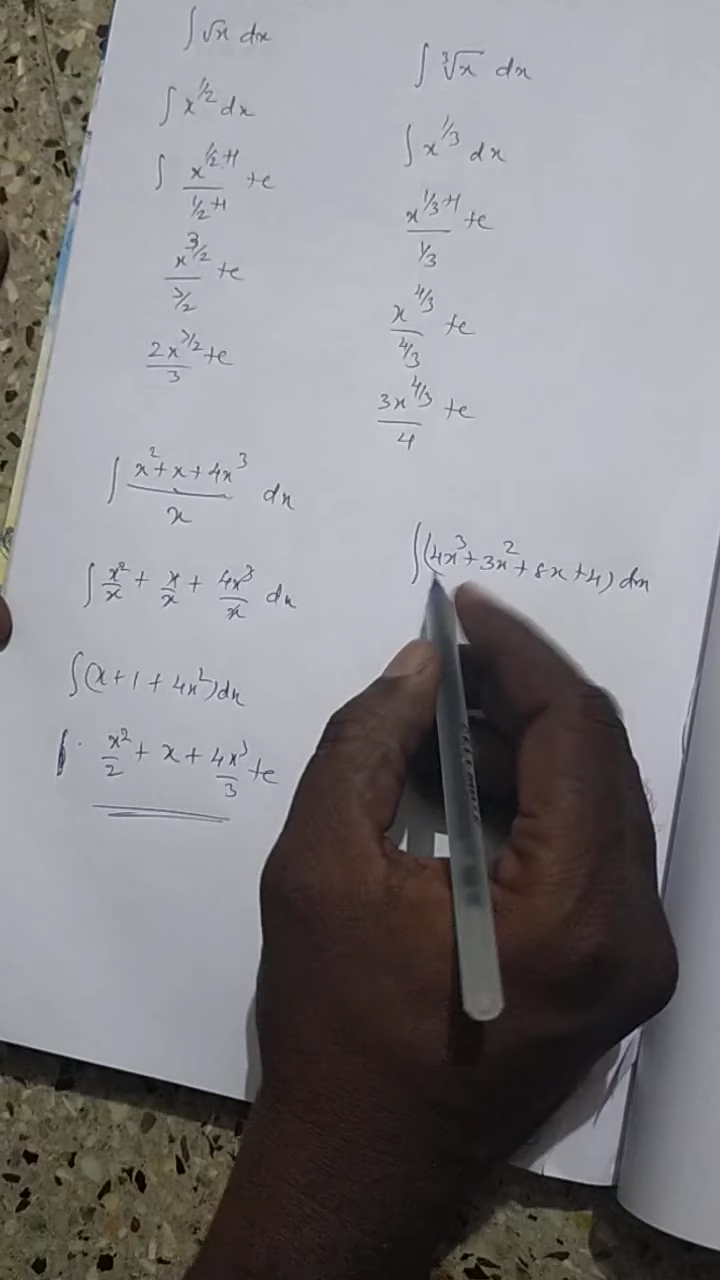 ∫ √x dx
∫ x^1/2 dx
∫ x^1/2+1 / 1/2+1 +c
x^3/2 / 3/2 +c
2x^3/2 / 3 +c
∫ ∛x dx
∫ x^1/3 dx
x^1/3+1 / 1/3 +c
x^4/3 / 4/3 +c
3x^4/3 / 4 +c
∫ x²+x+4x³ / x dx
∫ x²/x + x/x + 4x³/x dx
∫(x+1+4x²)dx
x²/2 + x + 4x³/3 +c
∫(4x³+3x²+8x+4) dx